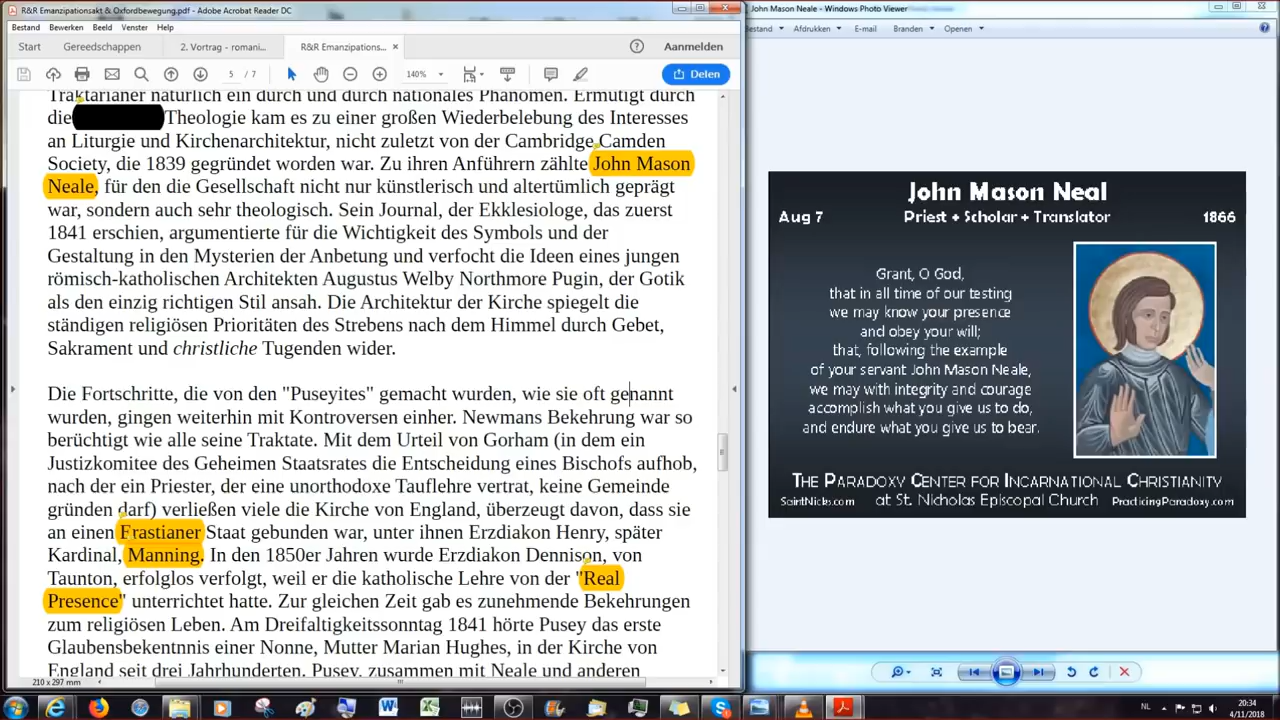 R&R Emanzipationsakt & Oxfordbewegung.pdf - Adobe Acrobat Reader DC
Bestand Bewerken Beeld Venster Help
Start Gereedschappen 2. Vortrag - romani... R&R Emanzipations... × Aanmelden
5 / 7 140% Delen
Traktarianer natürlich ein durch und durch nationales Phänomen. Ermutigt durch
die Theologie kam es zu einer großen Wiederbelebung des Interesses
an Liturgie und Kirchenarchitektur, nicht zuletzt von der Cambridge Camden
Society, die 1839 gegründet worden war. Zu ihren Anführern zählte John Mason
Neale, für den die Gesellschaft nicht nur künstlerisch und altertümlich geprägt
war, sondern auch sehr theologisch. Sein Journal, der Ekklesiologe, das zuerst
1841 erschien, argumentierte für die Wichtigkeit des Symbols und der
Gestaltung in den Mysterien der Anbetung und verfocht die Ideen eines jungen
römisch-katholischen Architekten Augustus Welby Northmore Pugin, der Gotik
als den einzig richtigen Stil ansah. Die Architektur der Kirche spiegelt die
ständigen religiösen Prioritäten des Strebens nach dem Himmel durch Gebet,
Sakrament und christliche Tugenden wider.
Die Fortschritte, die von den "Puseyites" gemacht wurden, wie sie oft genannt
wurden, gingen weiterhin mit Kontroversen einher. Newmans Bekehrung war so
berüchtigt wie alle seine Traktate. Mit dem Urteil von Gorham (in dem ein
Justizkomitee des Geheimen Staatsrates die Entscheidung eines Bischofs aufhob,
nach der ein Priester, der eine unorthodoxe Tauflehre vertrat, keine Gemeinde
gründen darf) verließen viele die Kirche von England, überzeugt davon, dass sie
an einen Erastianer Staat gebunden war, unter ihnen Erzdiakon Henry, später
Kardinal, Manning. In den 1850er Jahren wurde Erzdiakon Dennison, von
Taunton, erfolglos verfolgt, weil er die katholische Lehre von der "Real
Presence" unterrichtet hatte. Zur gleichen Zeit gab es zunehmende Bekehrungen
zum religiösen Leben. Am Dreifaltigkeitssonntag 1841 hörte Pusey das erste
Glaubensbekentnnis einer Nonne, Mutter Marian Hughes, in der Kirche von
England seit drei Jahrhunderten. Pusey, zusammen mit Neale und anderen
210 x 297 mm
John Mason Neale - Windows Photo Viewer
Bestand Afdrukken E-mail Branden Openen
John Mason Neal
Aug 7 Priest + Scholar + Translator 1866
Grant, O God,
that in all time of our testing
we may know your presence
and obey your will;
that, following the example
of your servant John Mason Neale,
we may with integrity and courage
accomplish what you give us to do,
and endure what you give us to bear.
THE PARADOXY CENTER FOR INCARNATIONAL CHRISTIANITY
SaintNicks.com at St. Nicholas Episcopal Church PracticingParadoxy.com
NL 20:34
4/11/2018